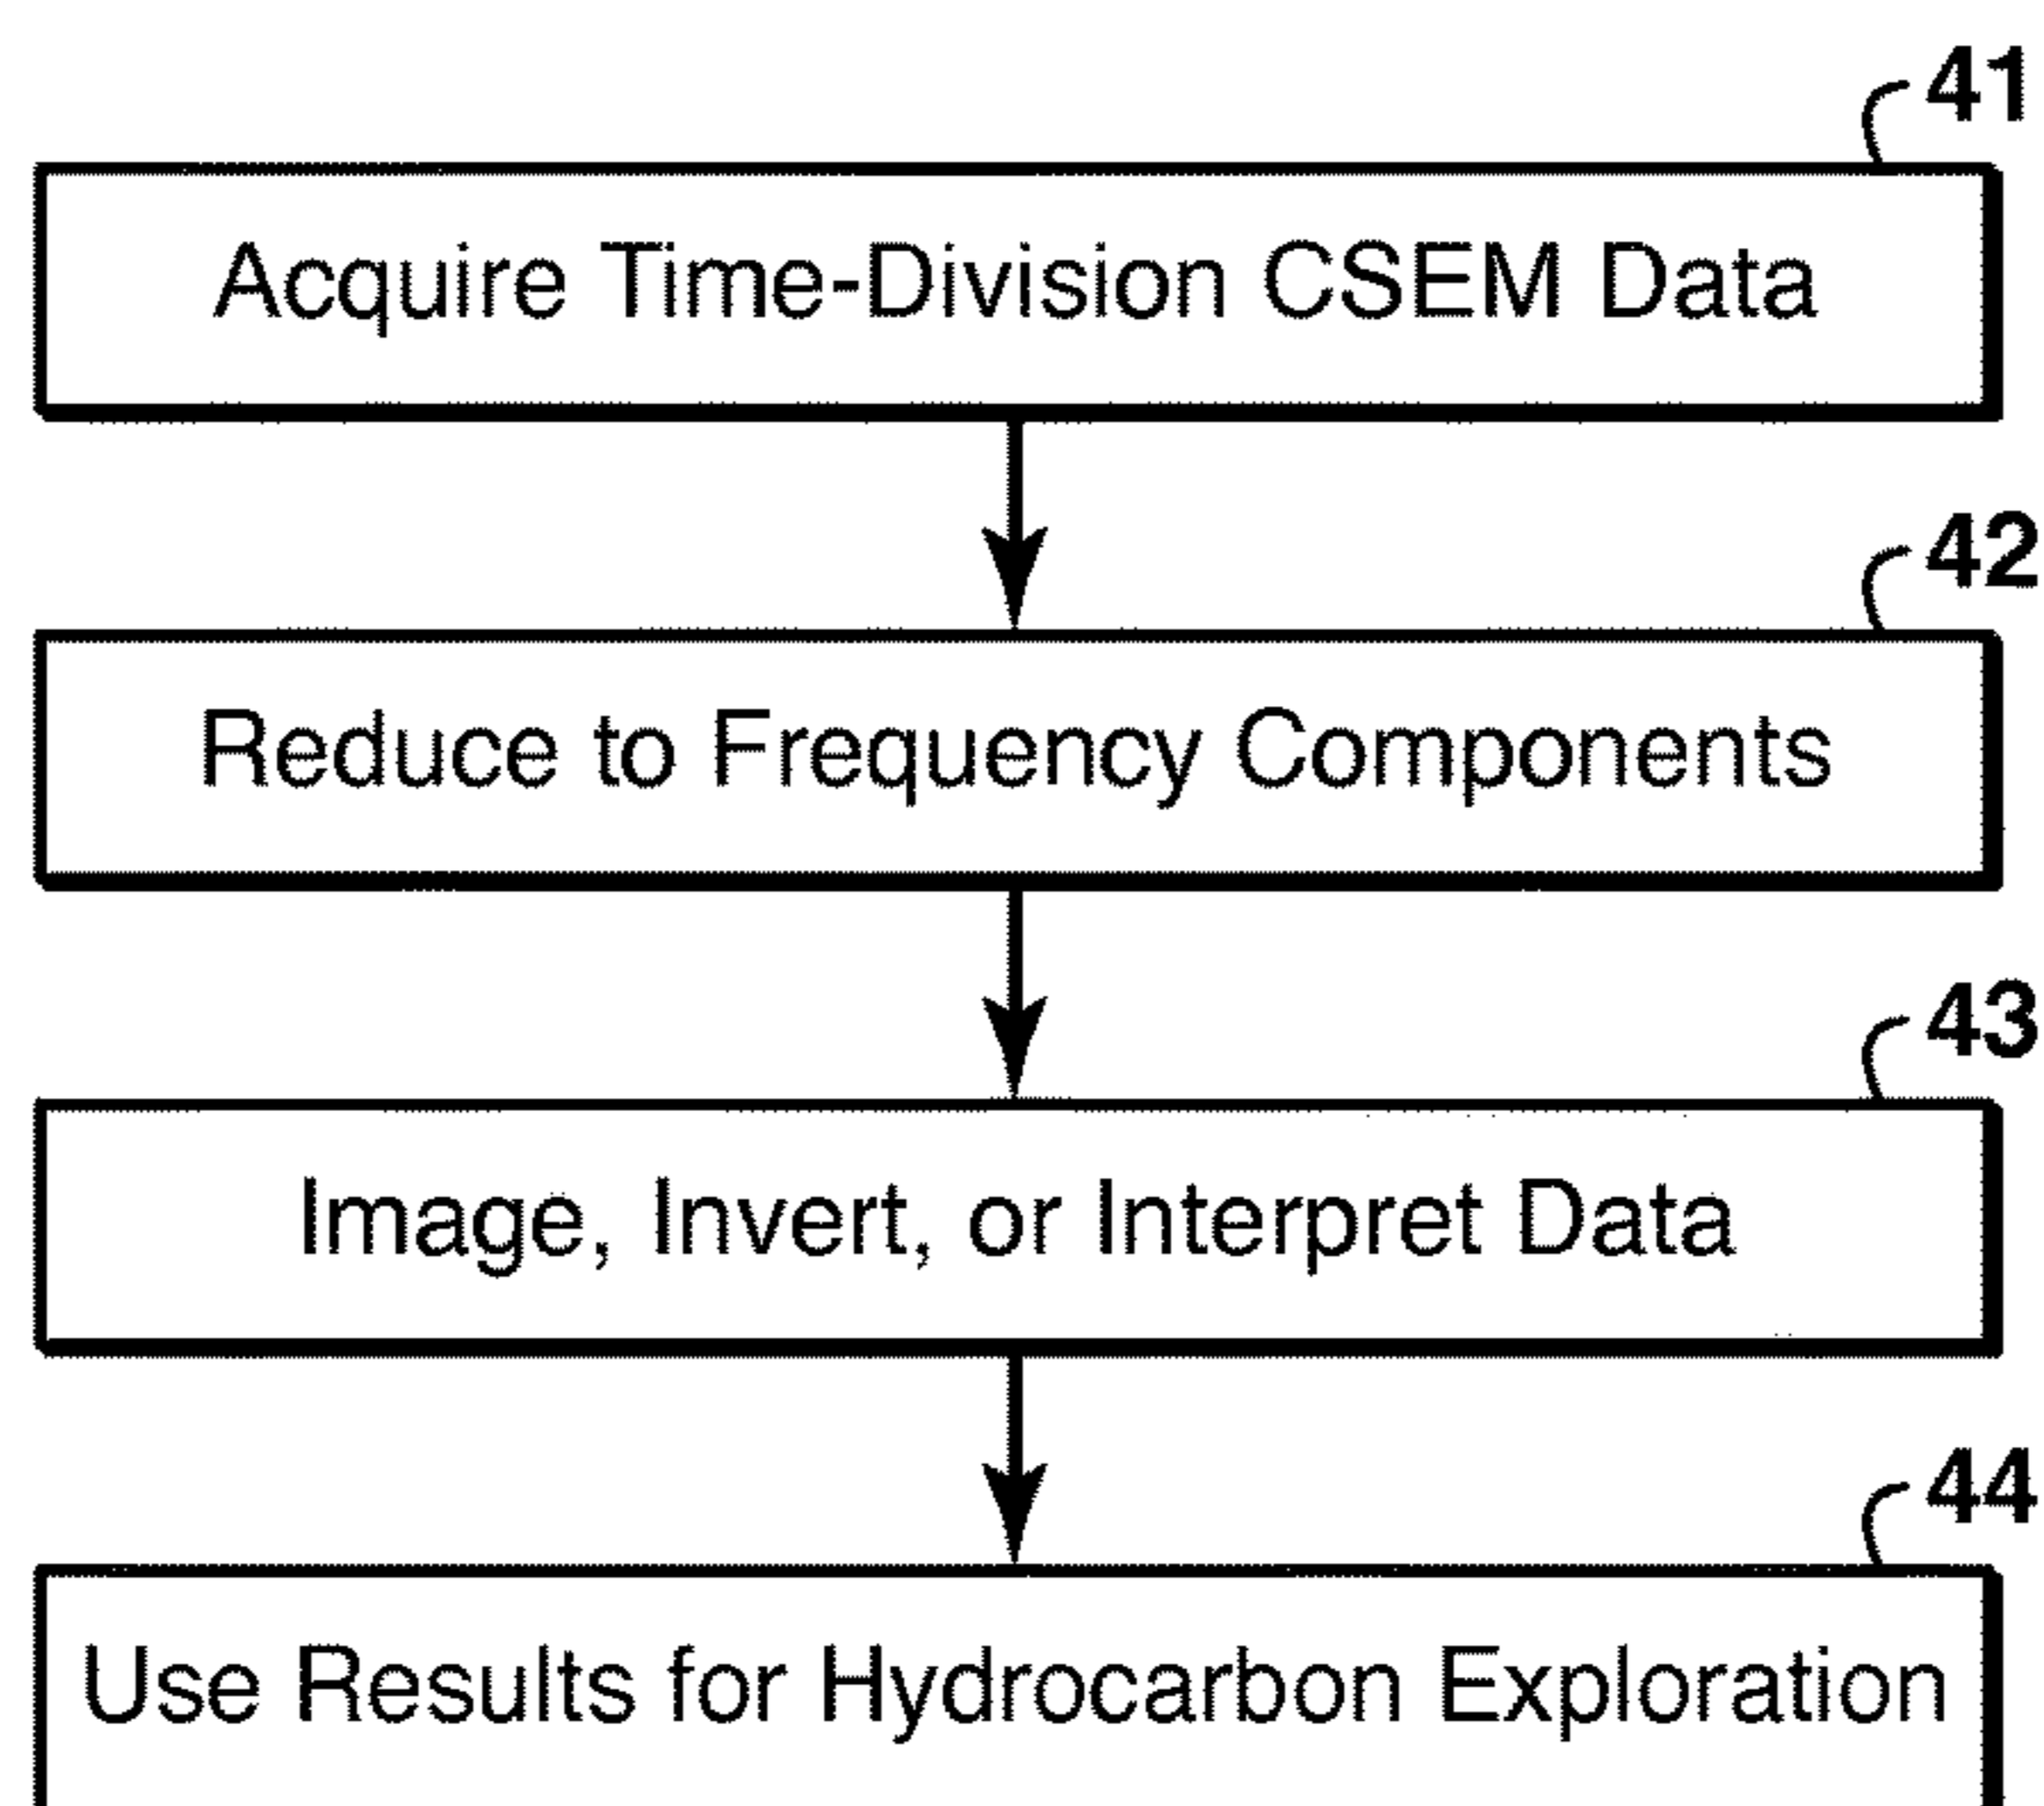 41
Acquire Time-Division CSEM Data
42
Reduce to Frequency Components
43
Image, Invert, or Interpret Data
44
Use Results for Hydrocarbon Exploration